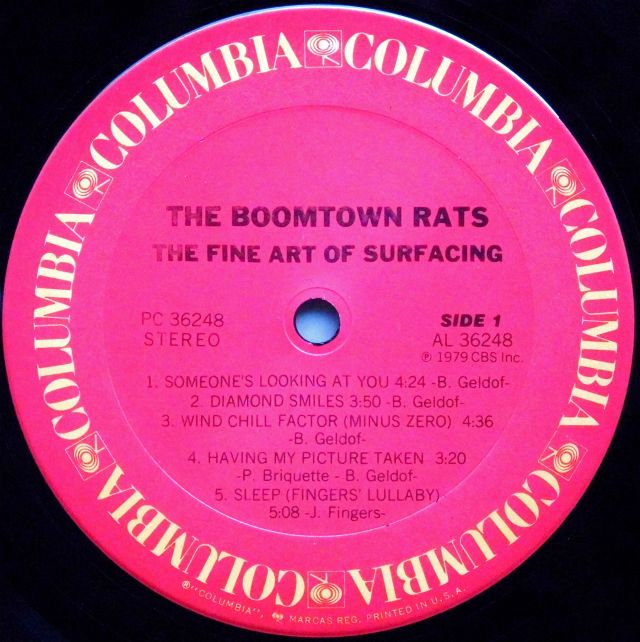 COLUMBIA COLUMBIA COLUMBIA COLUMBIA COLUMBIA COLUMBIA COLUMBIA COLUMBIA
THE BOOMTOWN RATS
THE FINE ART OF SURFACING
PC 36248 SIDE 1
STEREO AL 36248
℗ 1979 CBS Inc.
1. SOMEONE'S LOOKING AT YOU 4:24 -B. Geldof-
2. DIAMOND SMILES 3:50 -B. Geldof-
3. WIND CHILL FACTOR (MINUS ZERO) 4:36
-B. Geldof-
4. HAVING MY PICTURE TAKEN 3:20
-P. Briquette - B. Geldof-
5. SLEEP (FINGERS' LULLABY)
5:08 -J. Fingers-
®"COLUMBIA", MARCAS REG. PRINTED IN U.S.A.